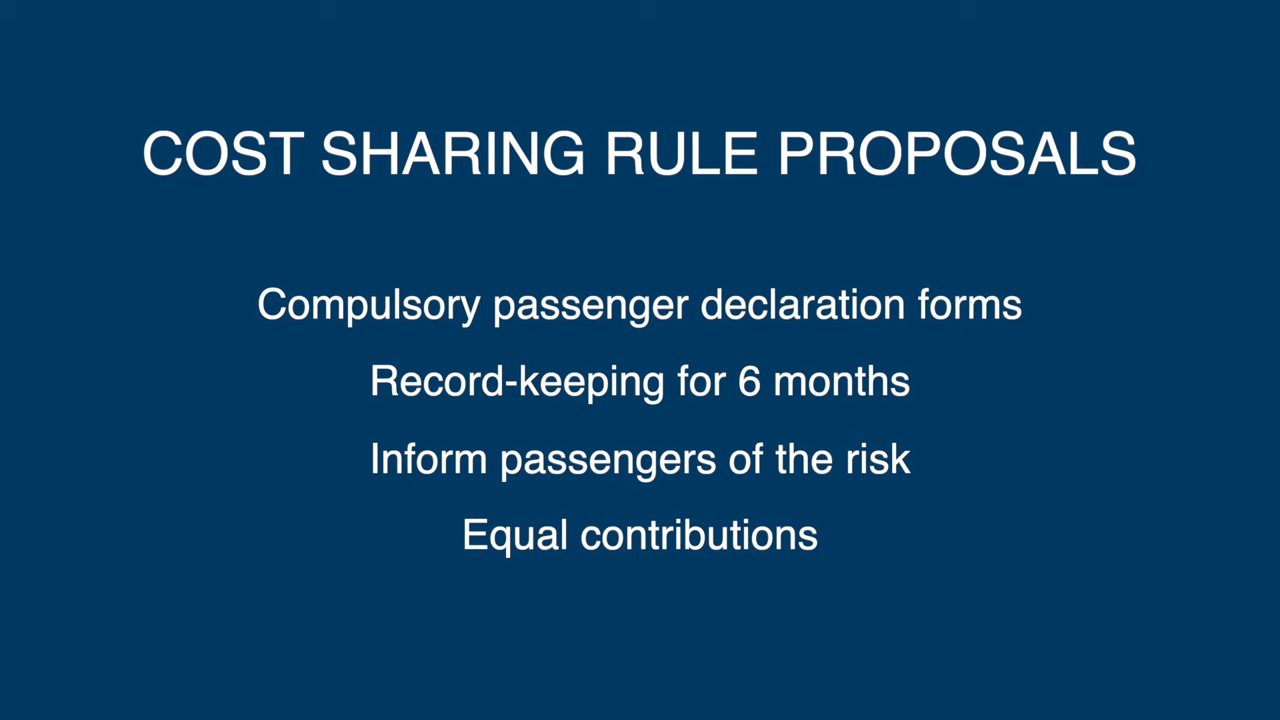 COST SHARING RULE PROPOSALS
Compulsory passenger declaration forms
Record-keeping for 6 months
Inform passengers of the risk
Equal contributions